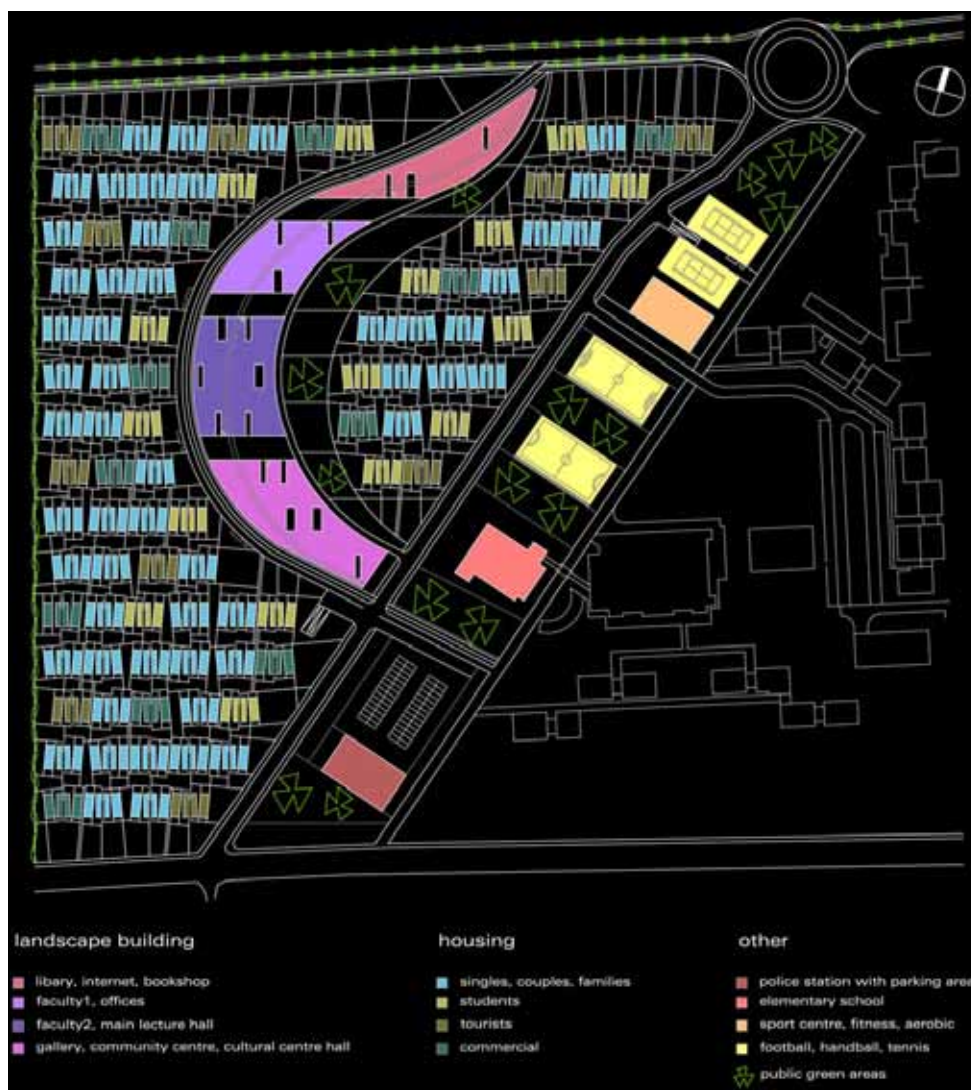 landscape building
libary, internet, bookshop
faculty1, offices
faculty2, main lecture hall
gallery, community centre, cultural centre hall
housing
singles, couples, families
students
tourists
commercial
other
police station with parking area
elementary school
sport centre, fitness, aerobic
football, handball, tennis
public green areas